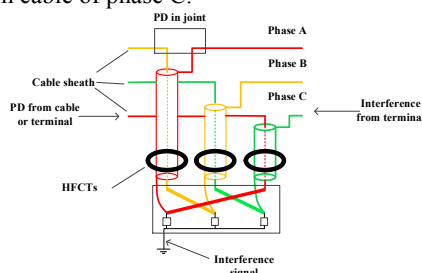 cable of phase C.
PD in joint
Phase A
Phase B
Cable sheath
Phase C
PD from cable
or terminal
Interference
from termina
HFCTs
Interference
signal